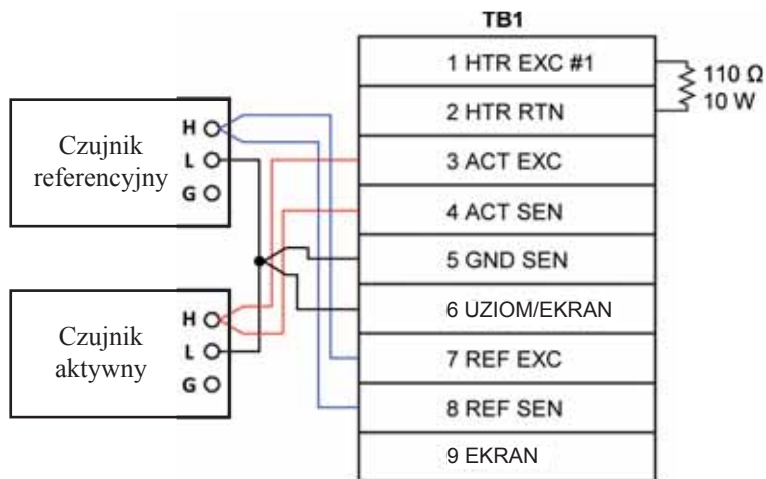 TB1
1 HTR EXC #1
110 Ω
10 W
2 HTR RTN
Czujnik
referencyjny
H
L
G
3 ACT EXC
4 ACT SEN
5 GND SEN
6 UZIOM/EKRAN
Czujnik
aktywny
H
L
G
7 REF EXC
8 REF SEN
9 EKRAN